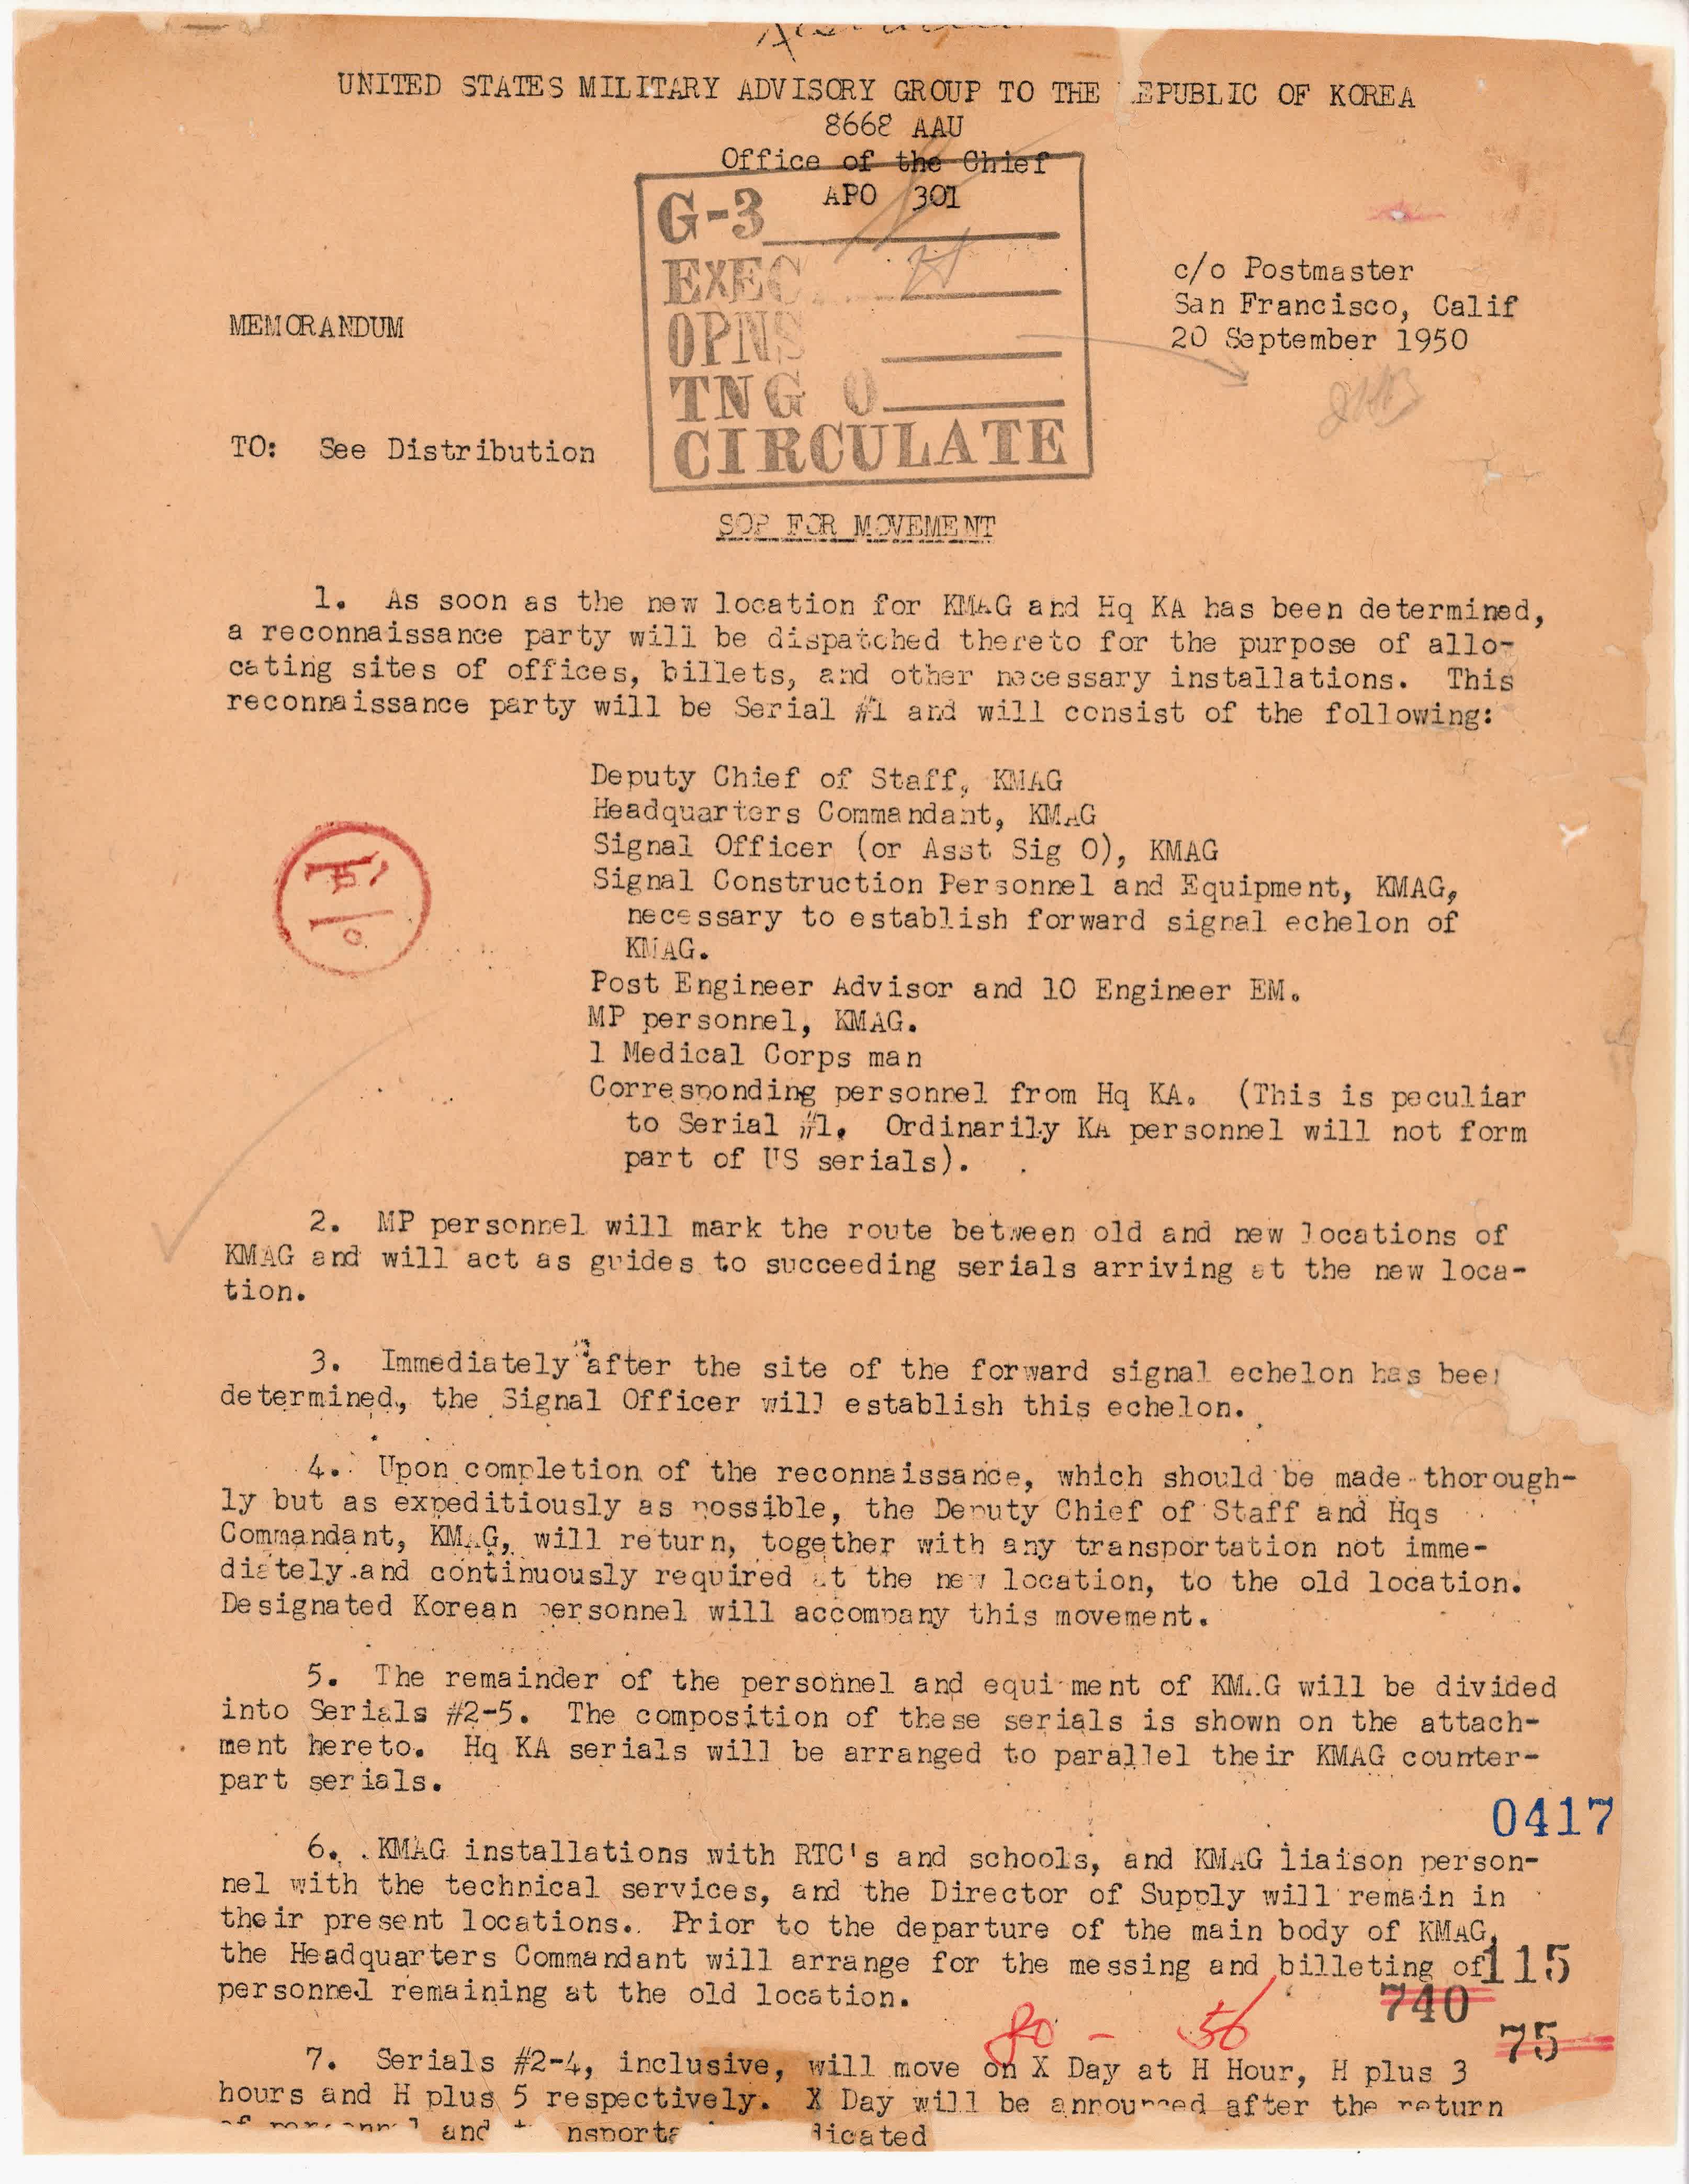 UNITED STATES MILITARY ADVISORY GROUP TO THE EPUBLIC OF KOREA
8668 AAU
Office of the Chief
APO 301
G-3
EXEC
OPNS
TNG O
CIRCULATE
c/o Postmaster
San Francisco, Calif
20 September 1950
MEMORANDUM
TO: See Distribution
SOP FOR MOVEMENT
1. As soon as the new location for KMAG and Hq KA has been determined,
a reconnaissance party will be dispatched thereto for the purpose of allo-
cating sites of offices, billets, and other necessary installations. This
reconnaissance party will be Serial #1 and will consist of the following:
Deputy Chief of Staff, KMAG
Headquarters Commandant, KMAG
Signal Officer (or Asst Sig O), KMAG
Signal Construction Personnel and Equipment, KMAG,
necessary to establish forward signal echelon of
KMAG.
Post Engineer Advisor and 10 Engineer EM.
MP personnel, KMAG.
1 Medical Corps man
Corresponding personnel from Hq KA. (This is peculiar
to Serial #1. Ordinarily KA personnel will not form
part of US serials).
2. MP personnel will mark the route between old and new locations of
KMAG and will act as guides to succeeding serials arriving at the new loca-
tion.
3. Immediately after the site of the forward signal echelon has bee
determined, the Signal Officer will establish this echelon.
4. Upon completion of the reconnaissance, which should be made thorough-
ly but as expeditiously as possible, the Deputy Chief of Staff and Hqs
Commandant, KMAG, will return, together with any transportation not imme-
diately and continuously required at the new location, to the old location.
Designated Korean personnel will accompany this movement.
5. The remainder of the personnel and equi ment of KMAG will be divided
into Serials #2-5. The composition of these serials is shown on the attach-
ment hereto. Hq KA serials will be arranged to parallel their KMAG counter-
part serials.
0417
6. KMAG installations with RTC's and schools, and KMAG liaison person-
nel with the technical services, and the Director of Supply will remain in
their present locations. Prior to the departure of the main body of KMAG,
the Headquarters Commandant will arrange for the messing and billeting of
115
personnel remaining at the old location.
740
80 - 56
75
7. Serials #2-4, inclusive, will move on X Day at H Hour, H plus 3
hours and H plus 5 respectively. X Day will be announced after the return
and